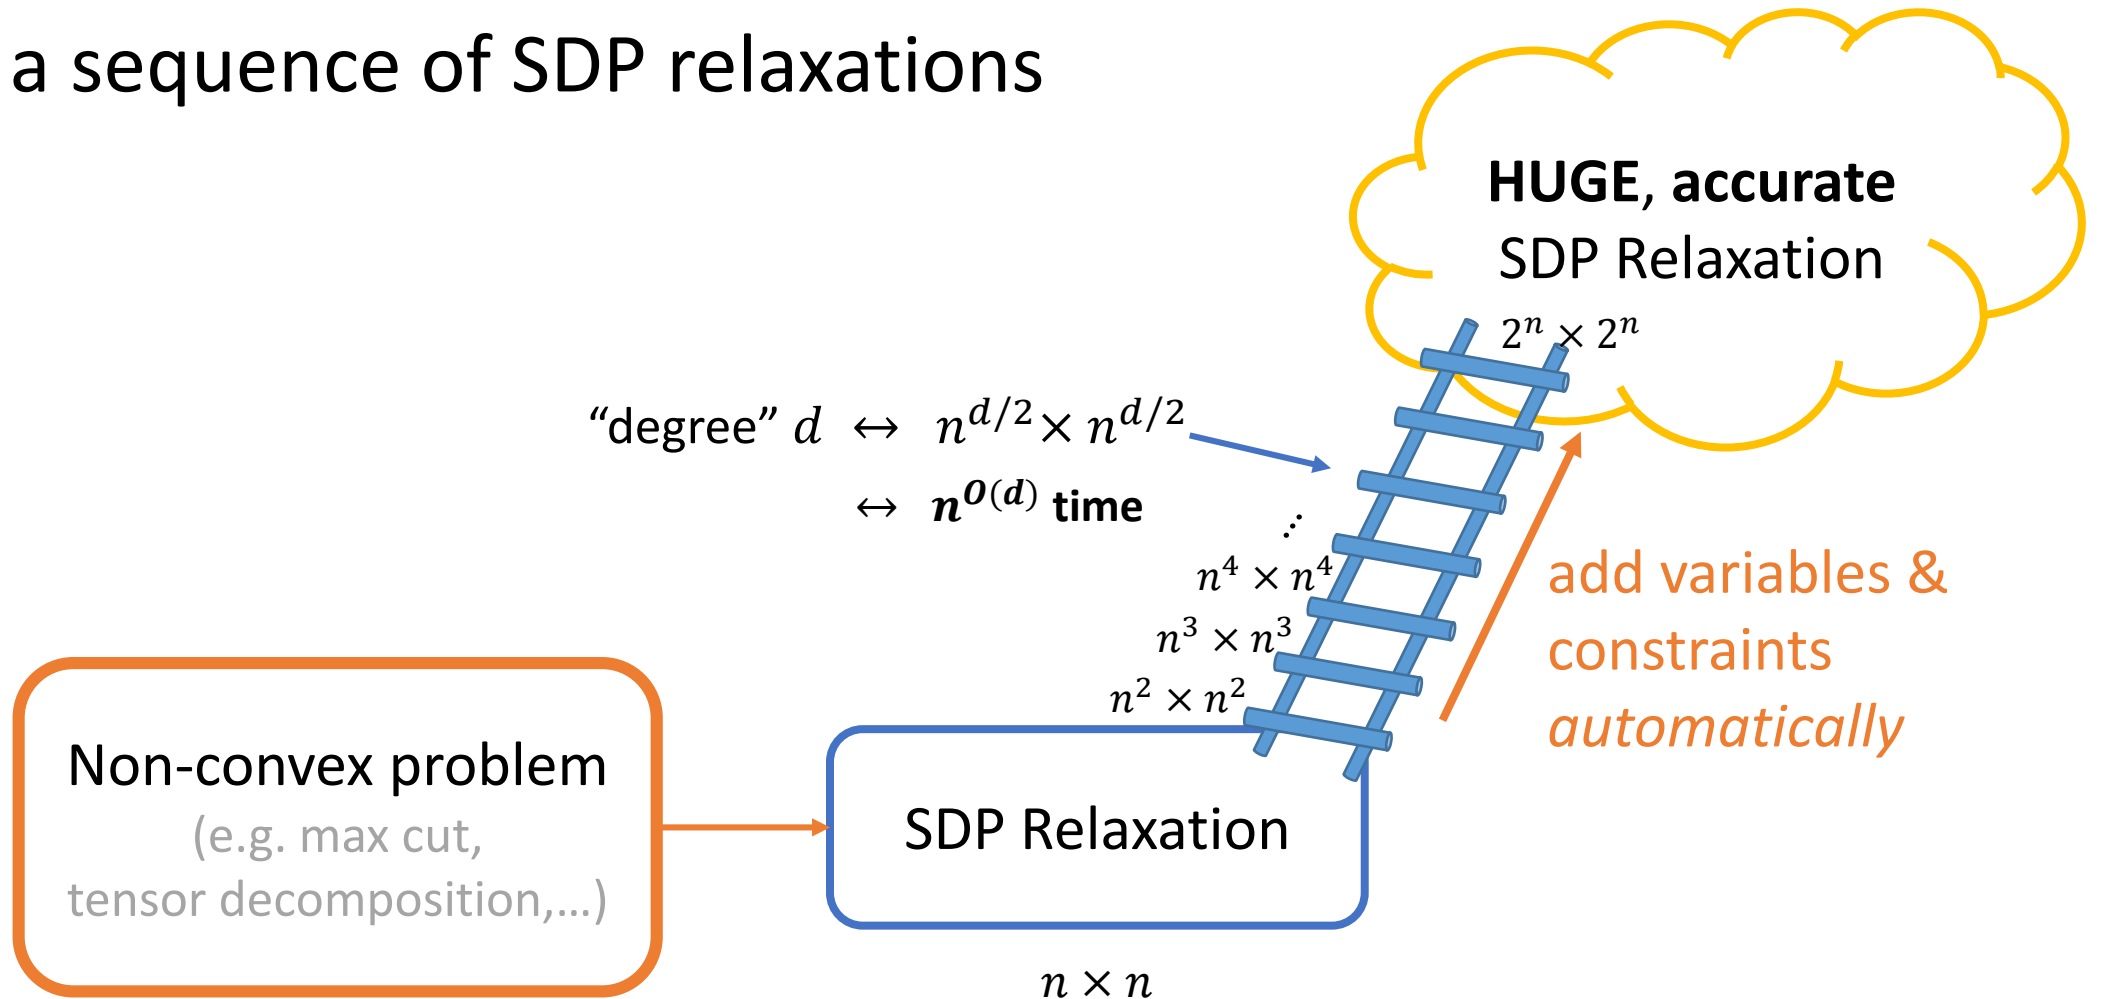 a sequence of SDP relaxations
HUGE, accurate
SDP Relaxation
2ⁿ × 2ⁿ
“degree” d ↔ n^{d/2} × n^{d/2}
↔ n^{O(d)} time
⋰
n⁴ × n⁴
n³ × n³
n² × n²
add variables &
constraints
automatically
Non-convex problem
(e.g. max cut,
tensor decomposition,…)
SDP Relaxation
n × n